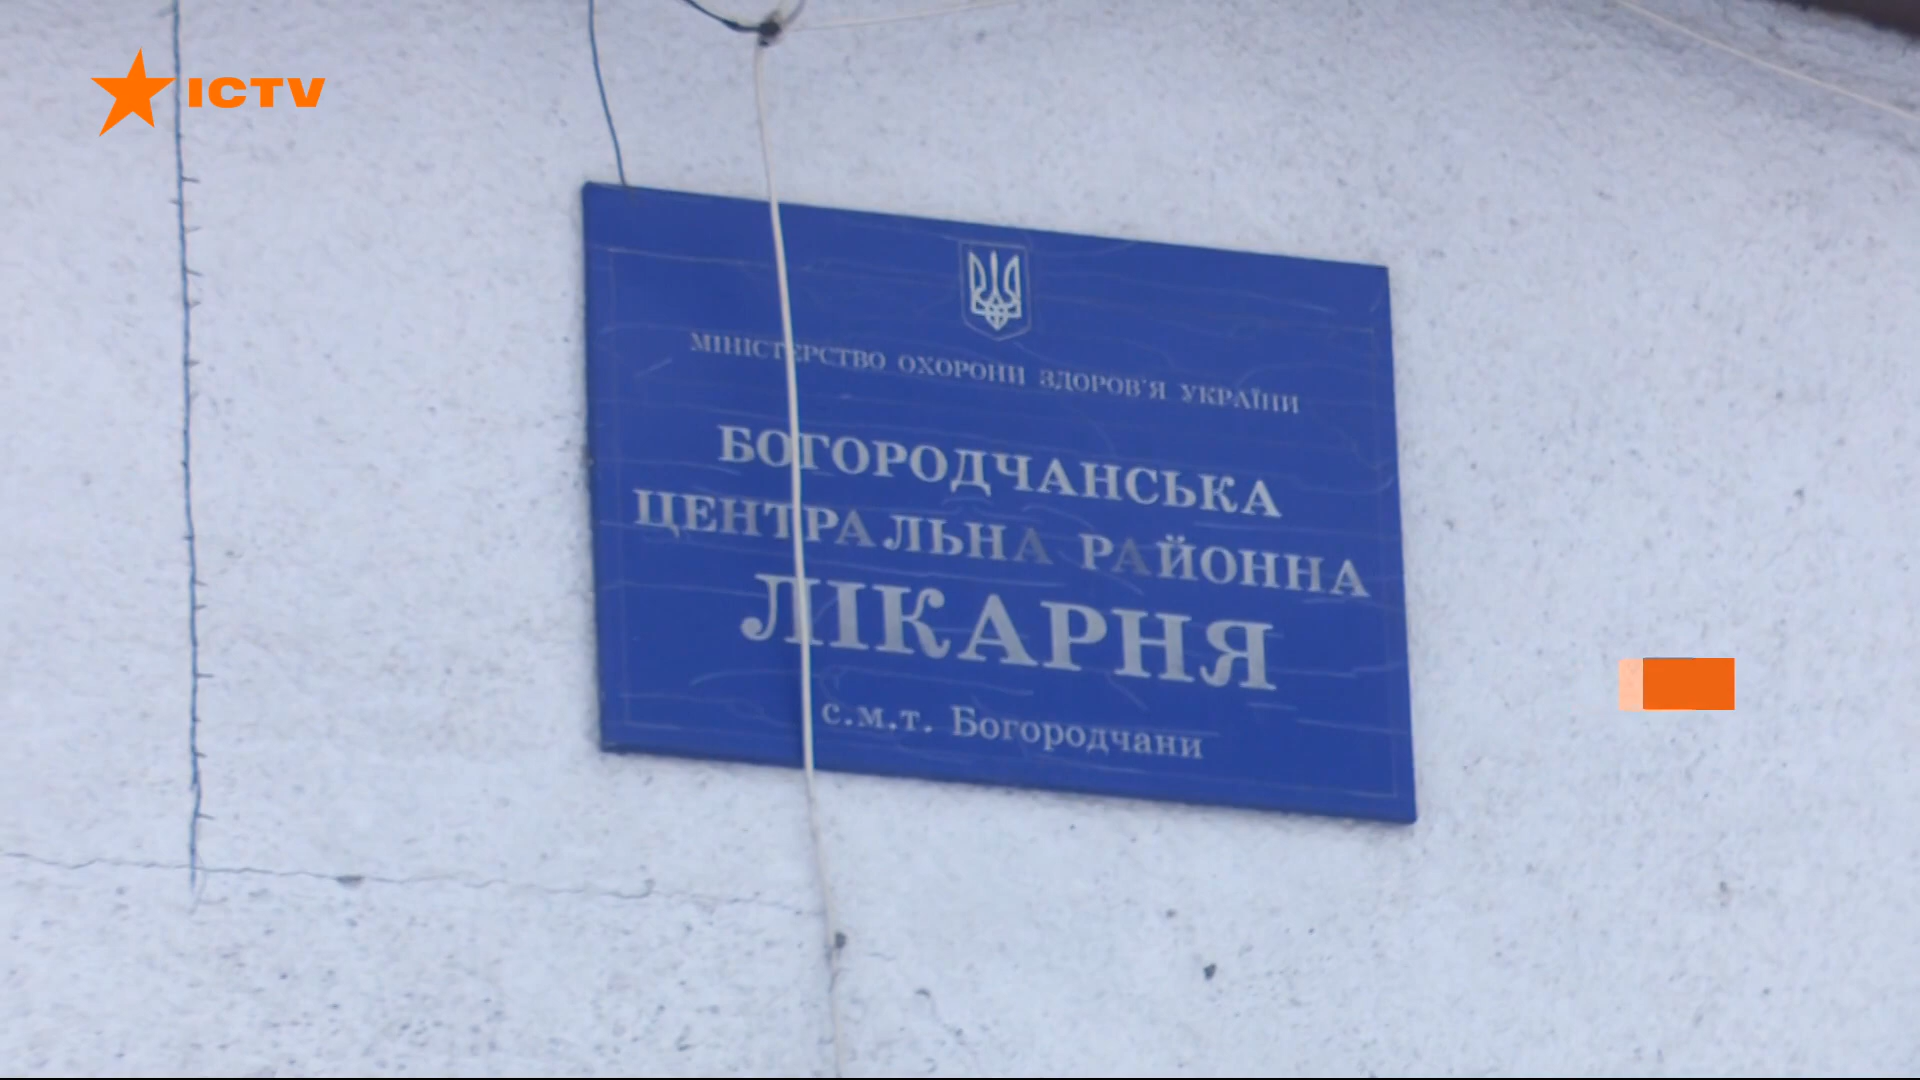 ICTV
МІНІСТЕРСТВО ОХОРОНИ ЗДОРОВ'Я УКРАЇНИ
БОГОРОДЧАНСЬКА
ЦЕНТРАЛЬНА РАЙОННА
ЛІКАРНЯ
с.м.т. Богородчани